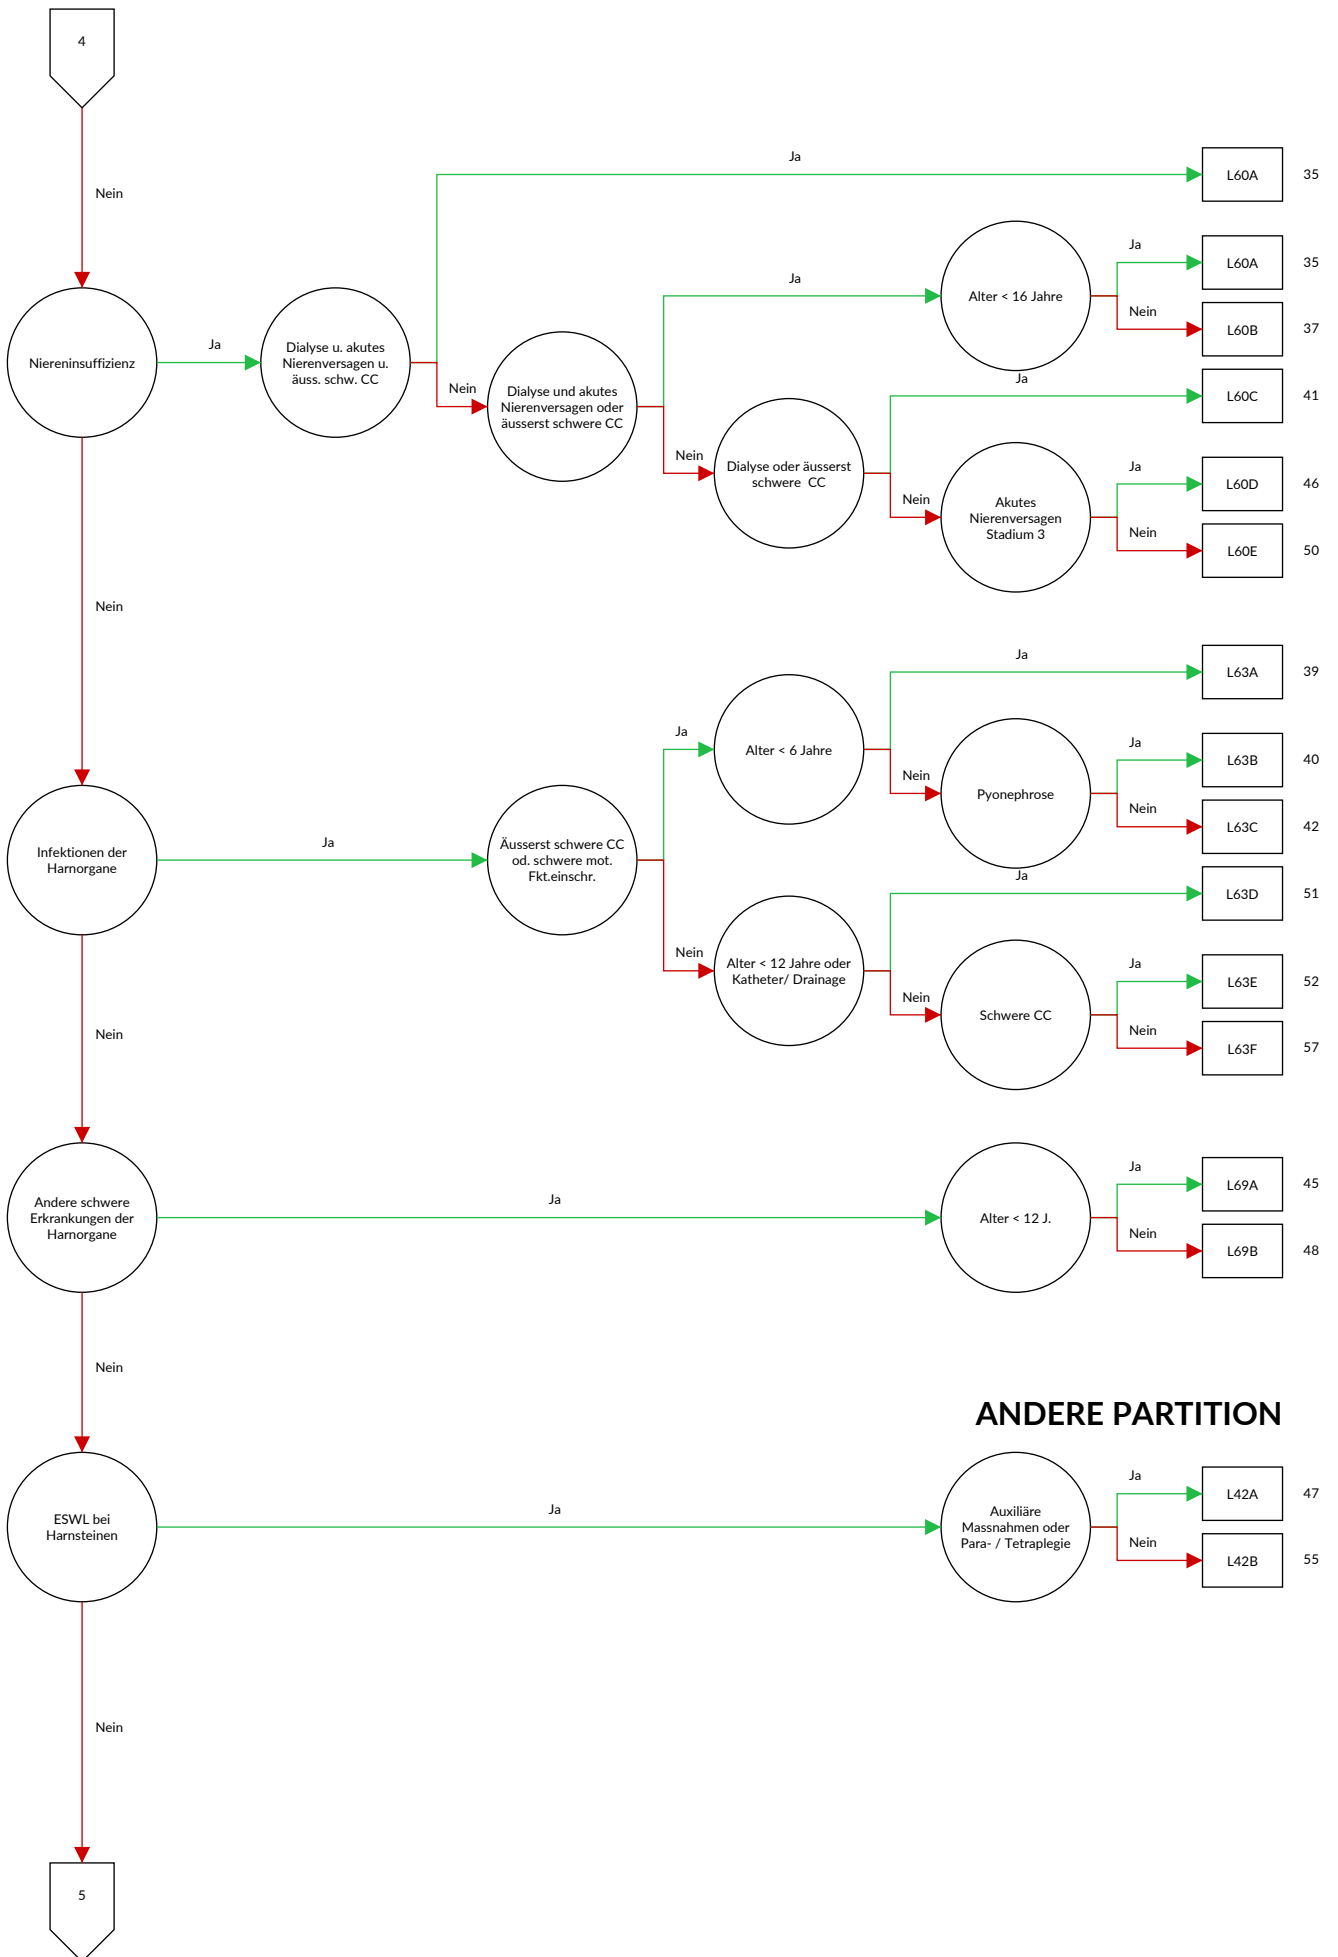 4
Nein
Ja
L60A
35
Ja
Alter < 16 Jahre
Ja
L60A
35
Nein
L60B
37
Niereninsuffizienz
Ja
Dialyse u. akutes
Nierenversagen u.
äuss. schw. CC
Nein
Dialyse und akutes
Nierenversagen oder
äusserst schwere CC
Ja
L60C
41
Nein
Dialyse oder äusserst
schwere CC
Nein
Akutes
Nierenversagen
Stadium 3
Ja
L60D
46
Nein
L60E
50
Nein
Ja
L63A
39
Ja
Alter < 6 Jahre
Nein
Pyonephrose
Ja
L63B
40
Nein
L63C
42
Infektionen der
Harnorgane
Ja
Äusserst schwere CC
od. schwere mot.
Fkt.einschr.
Ja
L63D
51
Nein
Alter < 12 Jahre oder
Katheter/ Drainage
Nein
Schwere CC
Ja
L63E
52
Nein
L63F
57
Nein
Andere schwere
Erkrankungen der
Harnorgane
Ja
Alter < 12 J.
Ja
L69A
45
Nein
L69B
48
Nein
ANDERE PARTITION
ESWL bei
Harnsteinen
Ja
Auxiliäre
Massnahmen oder
Para- / Tetraplegie
Ja
L42A
47
Nein
L42B
55
Nein
5